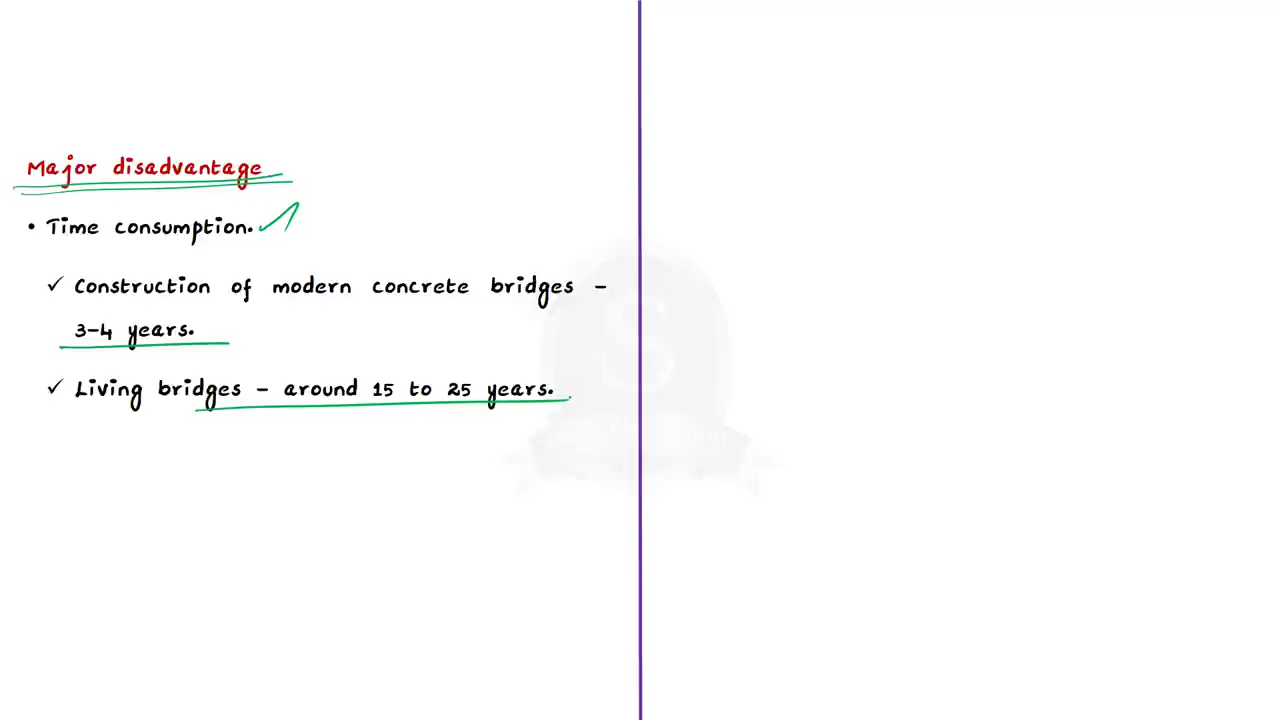 Major disadvantage
• Time consumption.
✓ Construction of modern concrete bridges –
3–4 years.
✓ Living bridges – around 15 to 25 years.